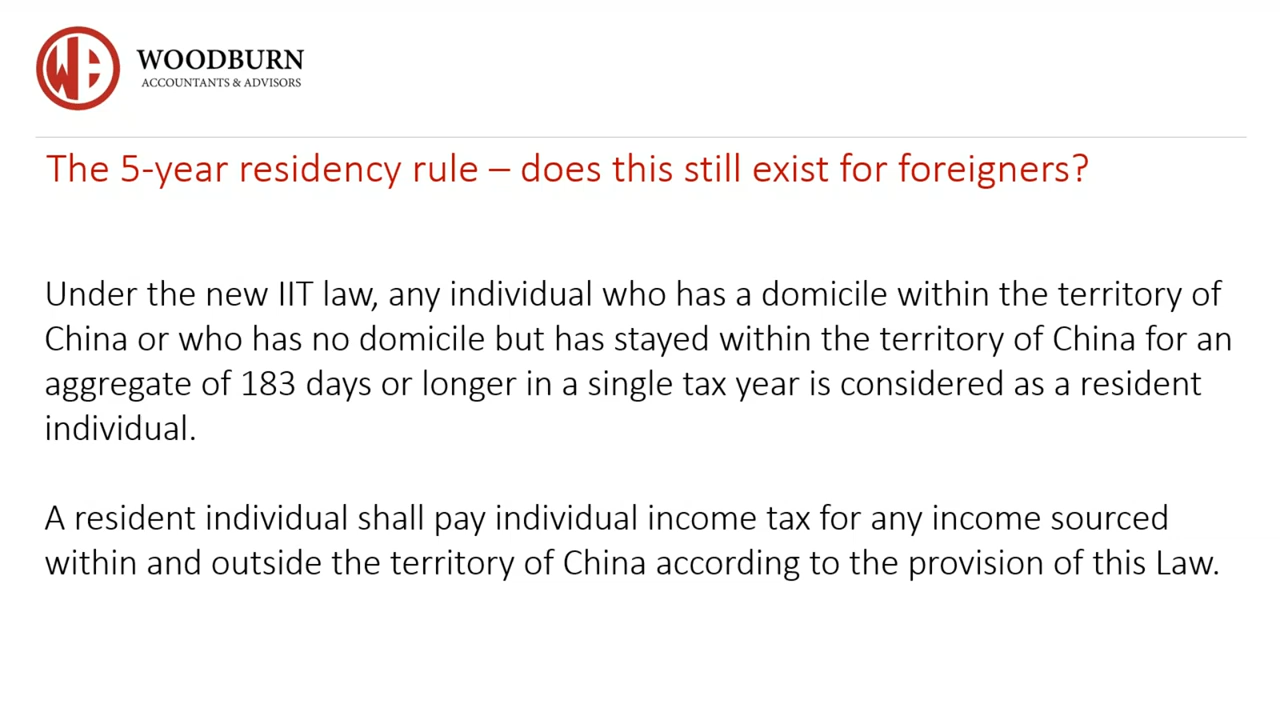 WOODBURN
ACCOUNTANTS & ADVISORS
The 5-year residency rule – does this still exist for foreigners?
Under the new IIT law, any individual who has a domicile within the territory of
China or who has no domicile but has stayed within the territory of China for an
aggregate of 183 days or longer in a single tax year is considered as a resident
individual.
A resident individual shall pay individual income tax for any income sourced
within and outside the territory of China according to the provision of this Law.